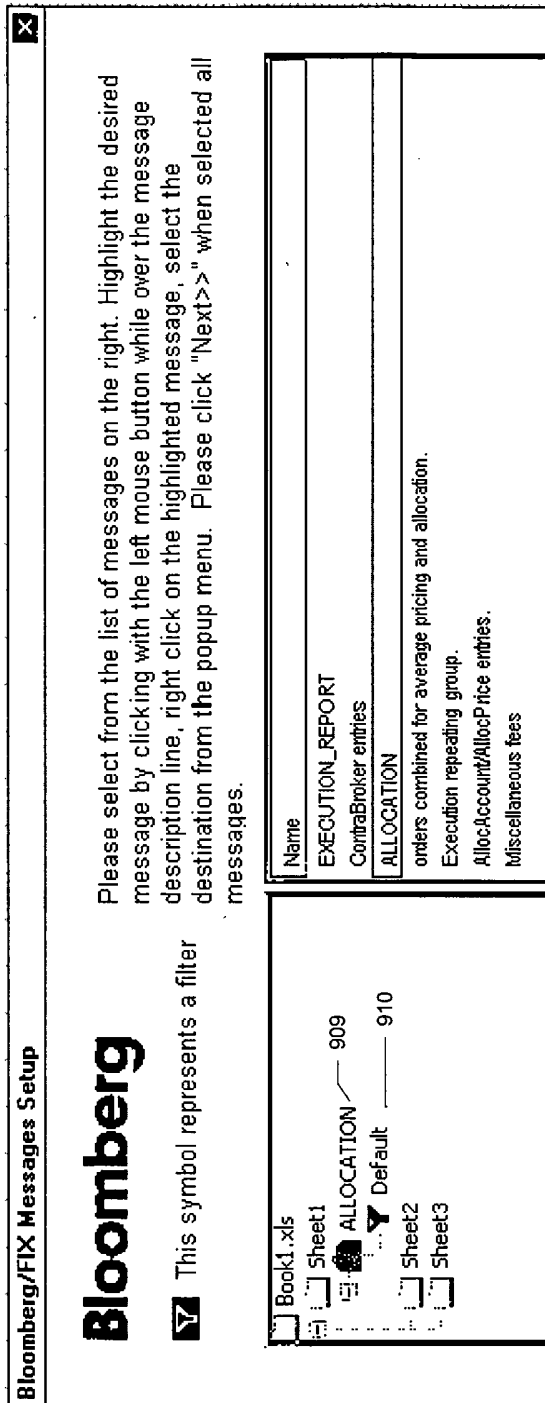 Bloomberg/FIX Messages Setup
Bloomberg
This symbol represents a filter
Please select from the list of messages on the right. Highlight the desired
message by clicking with the left mouse button while over the message
description line, right click on the highlighted message, select the
destination from the popup menu. Please click "Next>>" when selected all
messages.
Book1.xls
Sheet1
ALLOCATION
909
Default
910
Sheet2
Sheet3
Name
EXECUTION_REPORT
ContraBroker entries
ALLOCATION
orders combined for average pricing and allocation.
Execution repeating group.
AllocAccount/AllocPrice entries.
Miscellaneous fees